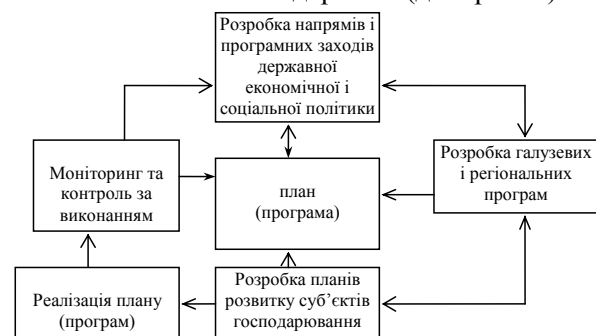 Розробка напрямів і
програмних заходів
державної
економічної і
соціальної політики
Моніторинг та
контроль за
виконанням
план
(програма)
Розробка галузевих
і регіональних
програм
Реалізація плану
(програм)
Розробка планів
розвитку суб’єктів
господарювання